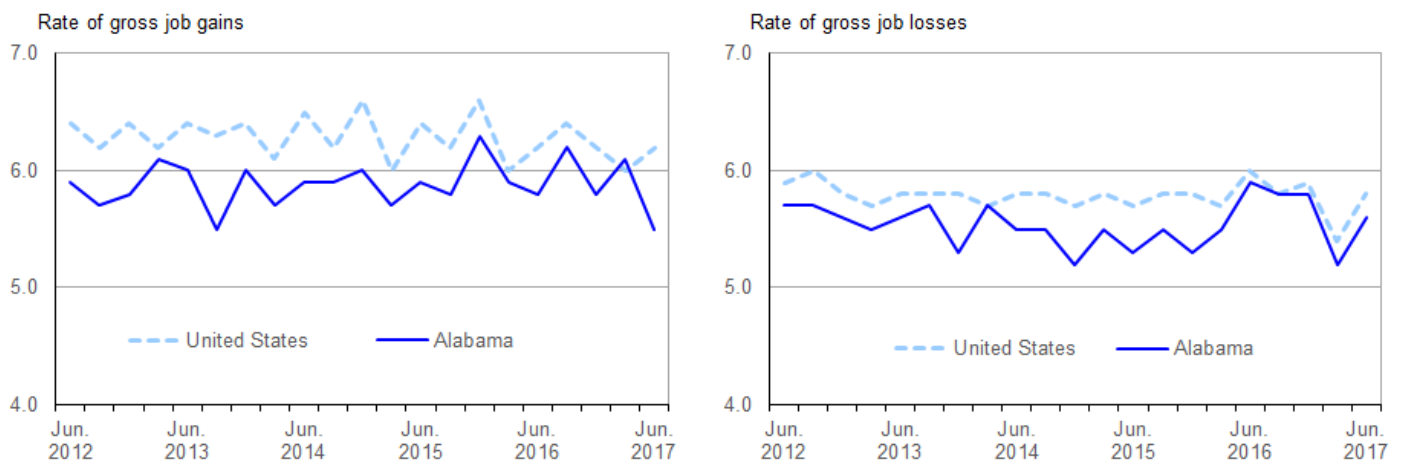 Rate of gross job gains
7.0
6.0
5.0
4.0
United States
Alabama
Jun. Jun. Jun. Jun. Jun. Jun.
2012 2013 2014 2015 2016 2017
Rate of gross job losses
7.0
6.0
5.0
4.0
United States
Alabama
Jun. Jun. Jun. Jun. Jun. Jun.
2012 2013 2014 2015 2016 2017